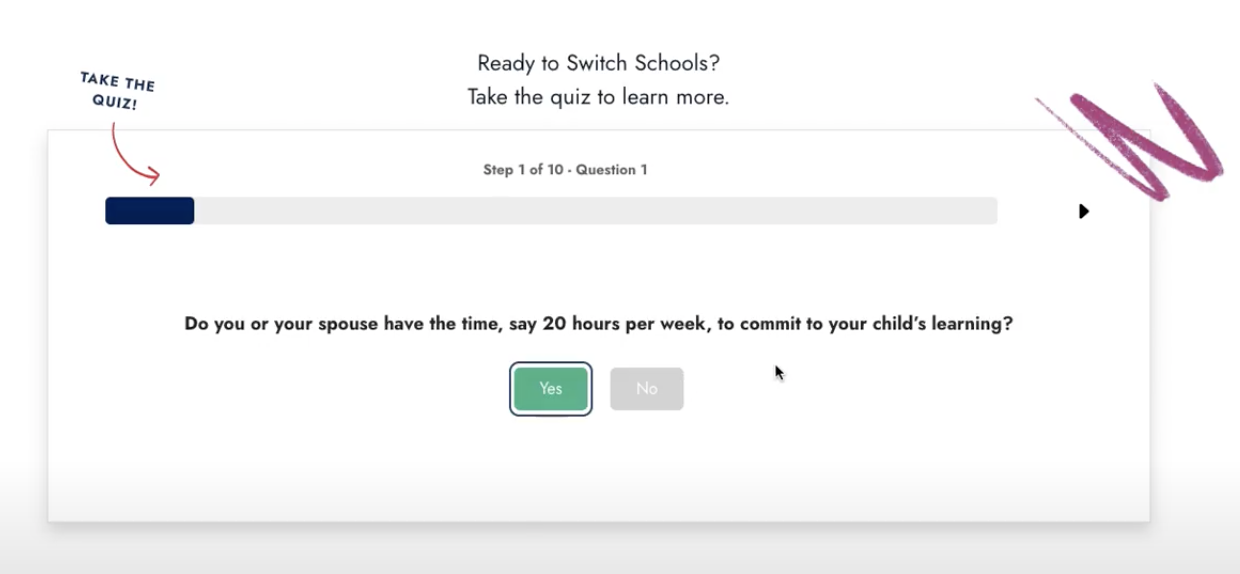 Ready to Switch Schools?
Take the quiz to learn more.
TAKE THE
QUIZ!
Step 1 of 10 - Question 1
Do you or your spouse have the time, say 20 hours per week, to commit to your child’s learning?
Yes
No